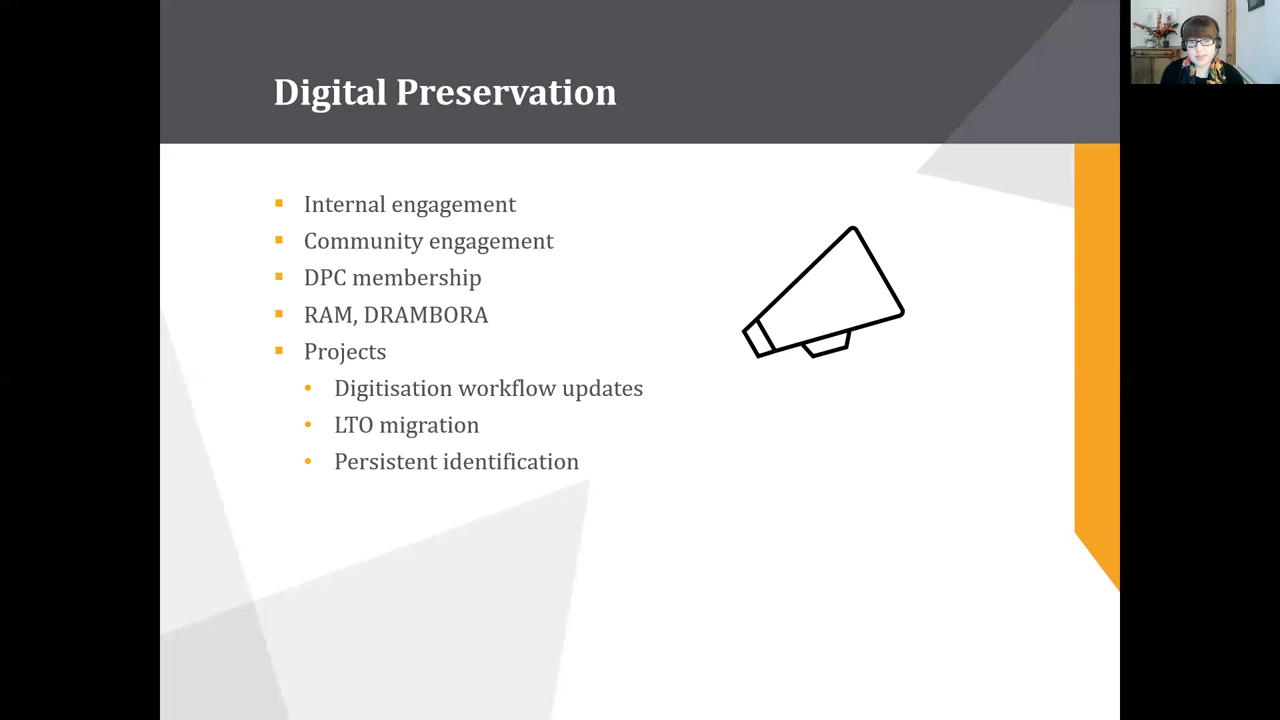 Digital Preservation
Internal engagement
Community engagement
DPC membership
RAM, DRAMBORA
Projects
Digitisation workflow updates
LTO migration
Persistent identification